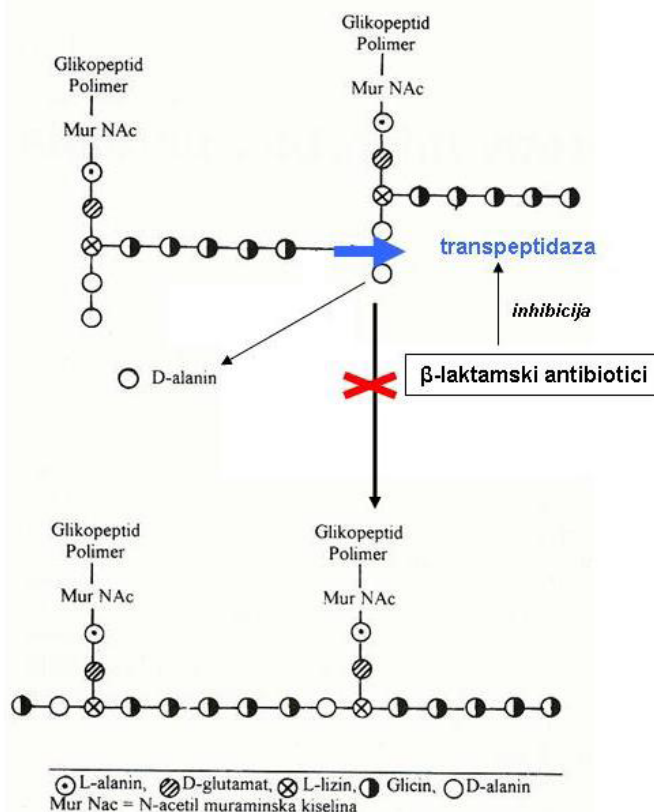 Glikopeptid
Polimer
Mur NAc
Glikopeptid
Polimer
Mur NAc
transpeptidaza
inhibicija
β-laktamski antibiotici
D-alanin
Glikopeptid
Polimer
Mur NAc
Glikopeptid
Polimer
Mur NAc
L-alanin, D-glutamat, L-lizin, Glicin, D-alanin
Mur Nac = N-acetil muraminska kiselina